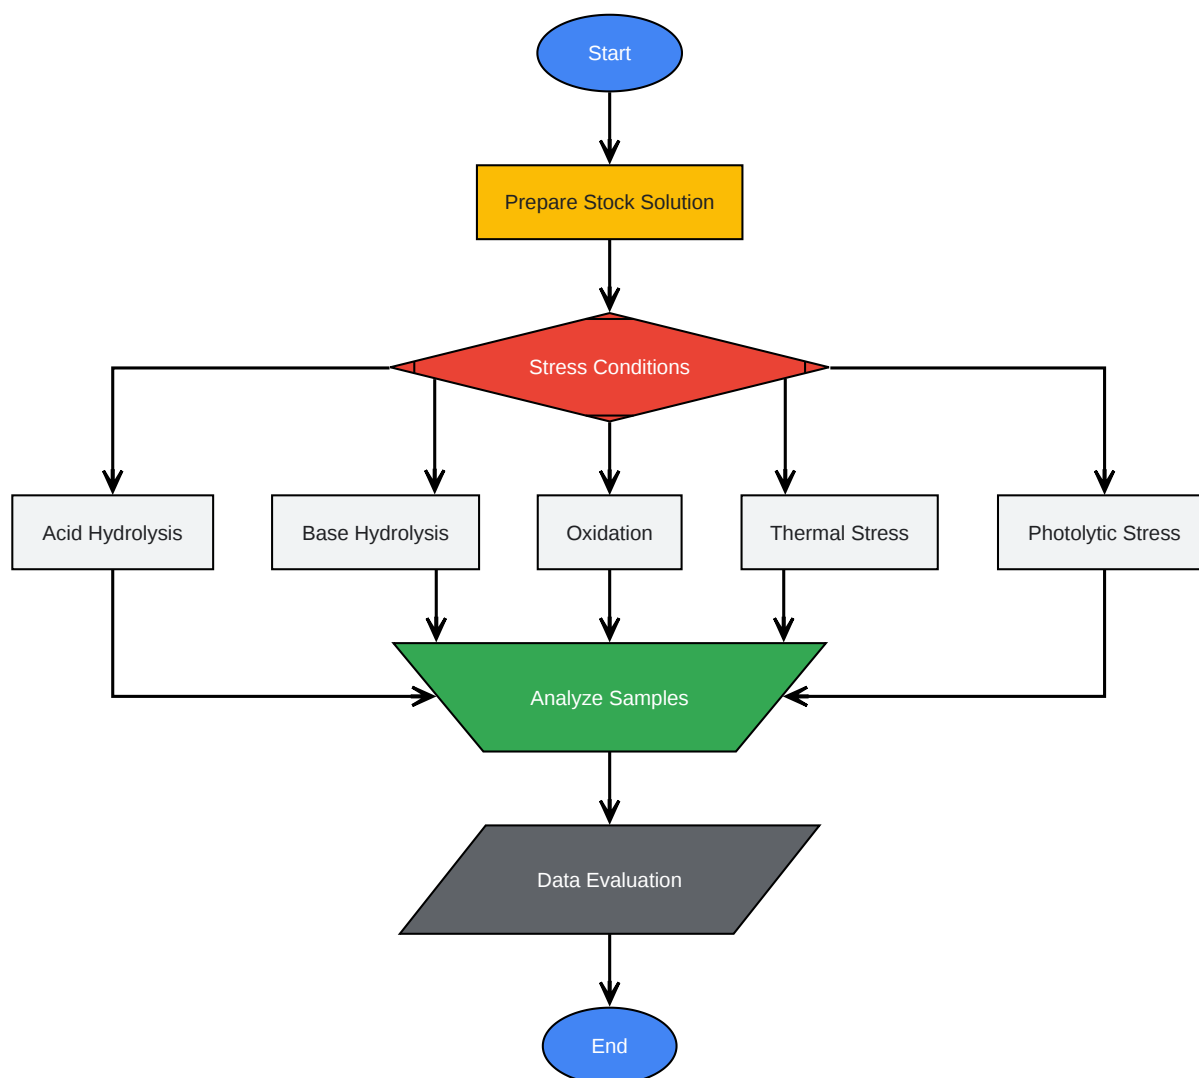 Start
Prepare Stock Solution
Stress Conditions
Acid Hydrolysis
Base Hydrolysis
Oxidation
Thermal Stress
Photolytic Stress
Analyze Samples
Data Evaluation
End